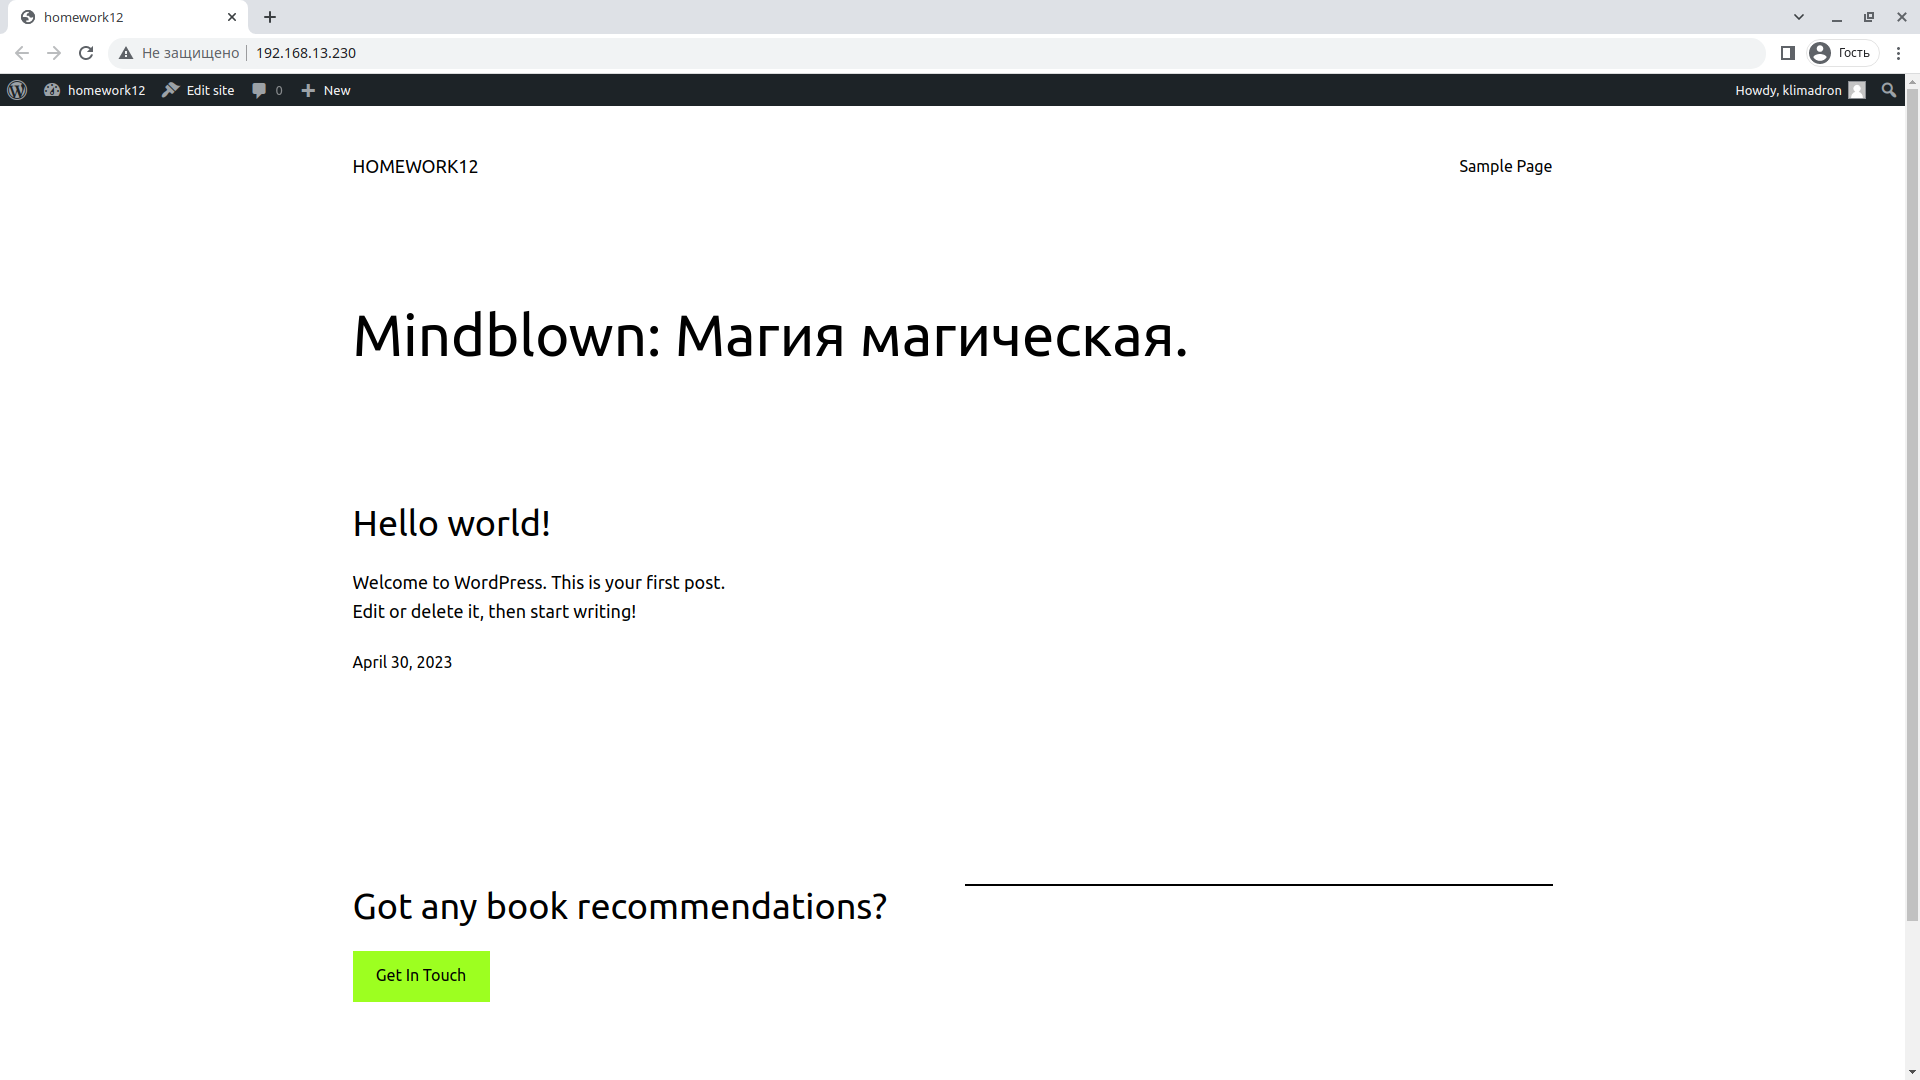 homework12
Не защищено 192.168.13.230
Гость
homework12 Edit site 0 New
Howdy, klimadron
HOMEWORK12
Sample Page
Mindblown: Магия магическая.
Hello world!
Welcome to WordPress. This is your first post.
Edit or delete it, then start writing!
April 30, 2023
Got any book recommendations?
Get In Touch